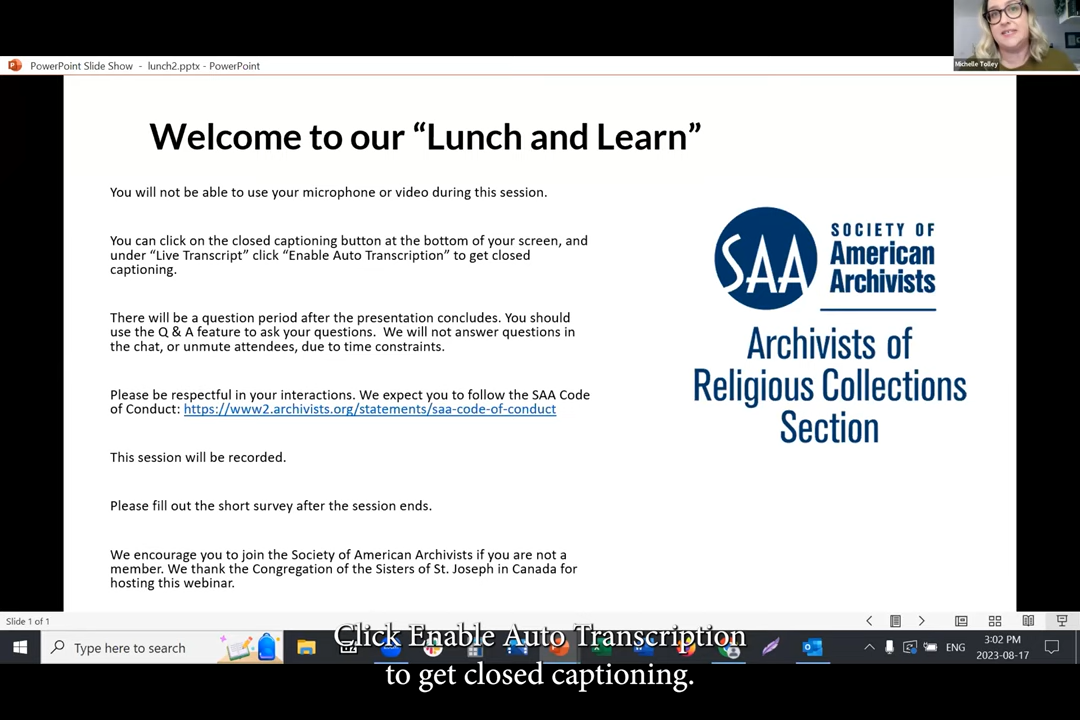 Michelle Tolley
PowerPoint Slide Show - lunch2.pptx - PowerPoint
Welcome to our “Lunch and Learn”
You will not be able to use your microphone or video during this session.
You can click on the closed captioning button at the bottom of your screen, and
under “Live Transcript” click “Enable Auto Transcription” to get closed
captioning.
There will be a question period after the presentation concludes. You should
use the Q & A feature to ask your questions. We will not answer questions in
the chat, or unmute attendees, due to time constraints.
Please be respectful in your interactions. We expect you to follow the SAA Code
of Conduct: https://www2.archivists.org/statements/saa-code-of-conduct
This session will be recorded.
Please fill out the short survey after the session ends.
We encourage you to join the Society of American Archivists if you are not a
member. We thank the Congregation of the Sisters of St. Joseph in Canada for
hosting this webinar.
SAA
SOCIETY OF
American
Archivists
Archivists of
Religious Collections
Section
Slide 1 of 1
Type here to search
ENG
3:02 PM
2023-08-17
Click Enable Auto Transcription
to get closed captioning.